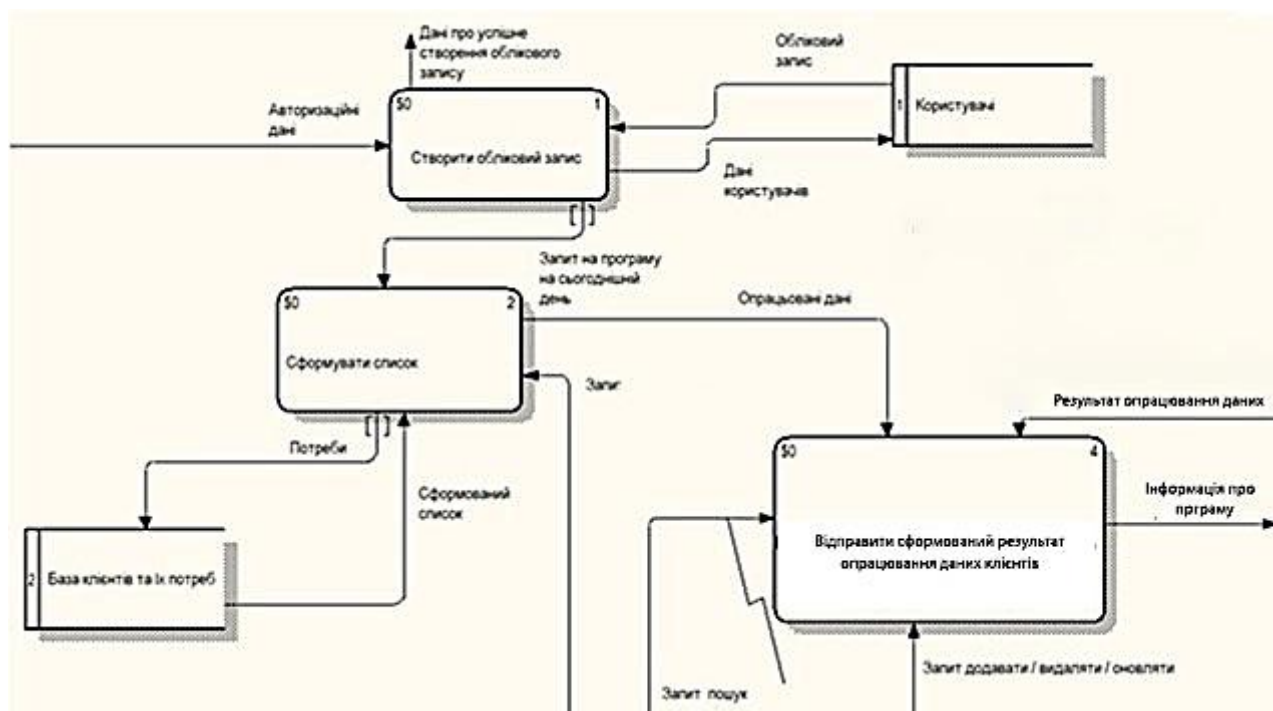 Дані про успішне
створення облікового
запису
Обліковий
запис
Авторизаційні
дані
$0
1
Створити обліковий запис
1
Користувачі
Дані
користувачів
Запит на програму
на сьогоднішній
день
$0
2
Сформувати список
Опрацьовані дані
Запит
Результат опрацювання даних
Потреби
Сформований
список
$0
4
Відправити сформований результат
опрацювання даних клієнтів
Інформація про
прграму
2
База клієнтів та їх потреб
Запит додавати / видаляти / оновляти
Запит пошук